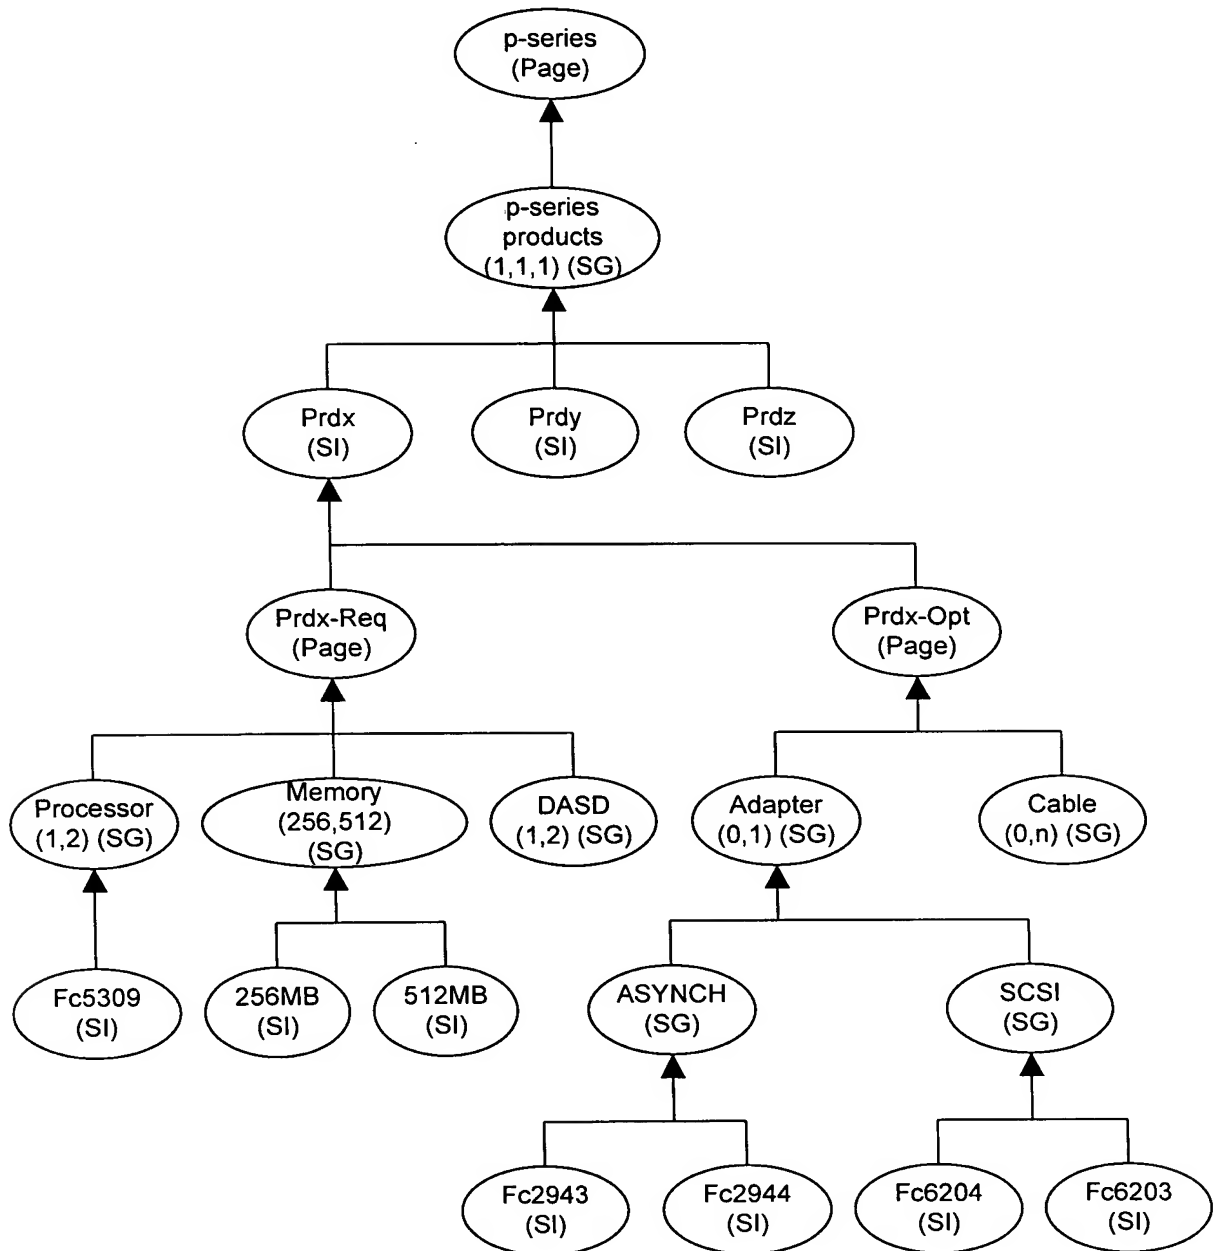 p-series
(Page)
p-series
products
(1,1,1) (SG)
Prdx
(SI)
Prdy
(SI)
Prdz
(SI)
Prdx-Req
(Page)
Prdx-Opt
(Page)
Processor
(1,2) (SG)
Memory
(256,512)
(SG)
DASD
(1,2) (SG)
Adapter
(0,1) (SG)
Cable
(0,n) (SG)
Fc5309
(SI)
256MB
(SI)
512MB
(SI)
ASYNCH
(SG)
SCSI
(SG)
Fc2943
(SI)
Fc2944
(SI)
Fc6204
(SI)
Fc6203
(SI)